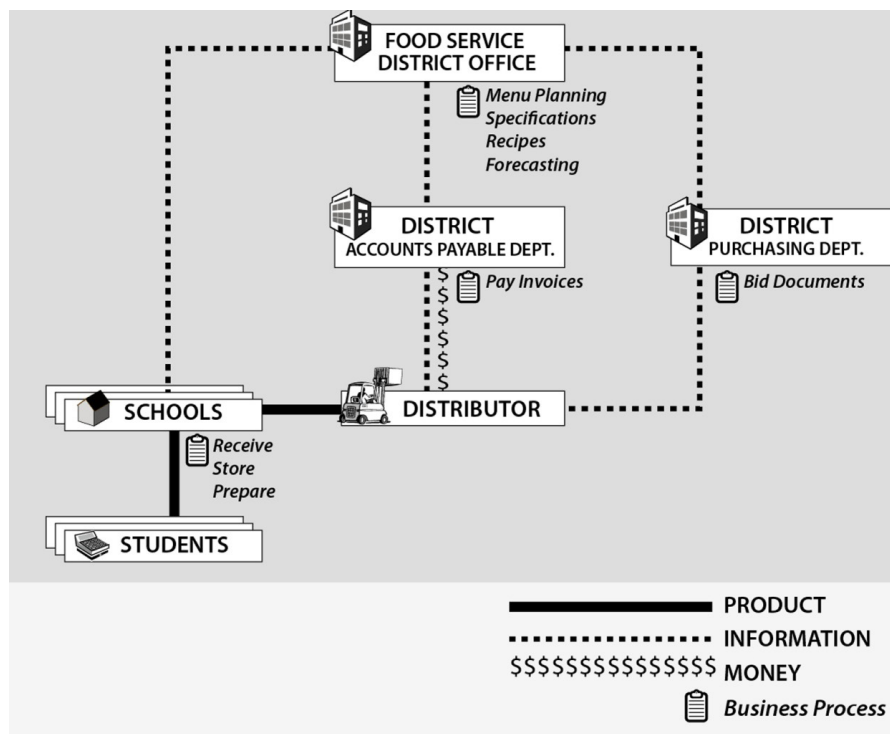 FOOD SERVICE
DISTRICT OFFICE
Menu Planning
Specifications
Recipes
Forecasting
DISTRICT
ACCOUNTS PAYABLE DEPT.
Pay Invoices
$
$
$
$
$
$
DISTRICT
PURCHASING DEPT.
Bid Documents
SCHOOLS
DISTRIBUTOR
Receive
Store
Prepare
STUDENTS
PRODUCT
INFORMATION
$$$$$$$$$$$$$$$ MONEY
Business Process